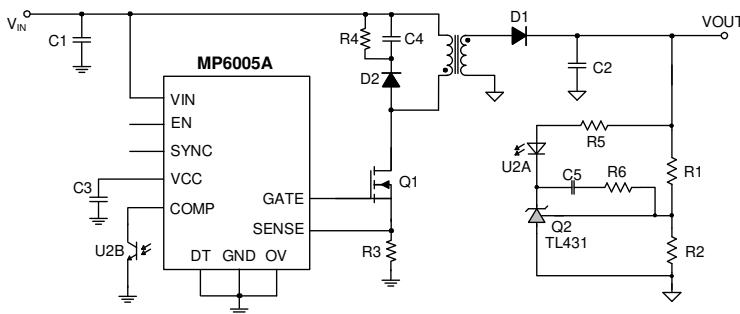 VIN
C1
R4
C4
D1
VOUT
MP6005A
D2
C2
VIN
EN
SYNC
VCC
COMP
GATE
SENSE
DT GND OV
C3
U2B
Q1
R3
U2A
R5
C5
R6
R1
Q2
TL431
R2